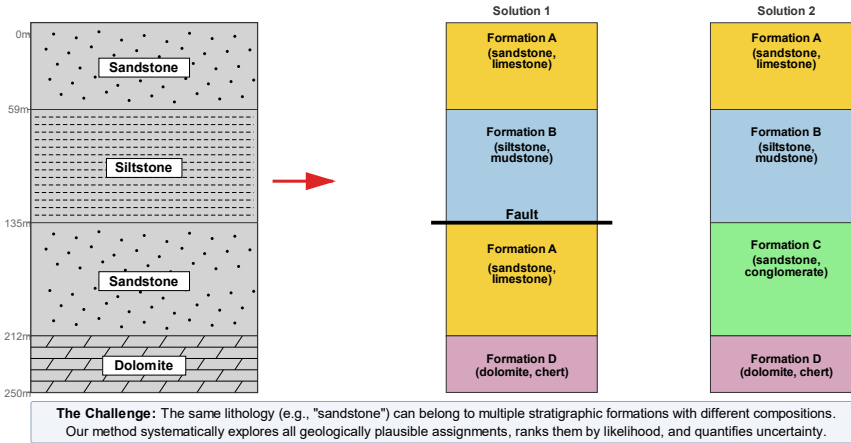 0m
Sandstone
59m
Siltstone
135m
Sandstone
212m
Dolomite
250m
Solution 1
Formation A
(sandstone,
limestone)
Formation B
(siltstone,
mudstone)
Fault
Formation A
(sandstone,
limestone)
Formation D
(dolomite, chert)
Solution 2
Formation A
(sandstone,
limestone)
Formation B
(siltstone,
mudstone)
Formation C
(sandstone,
conglomerate)
Formation D
(dolomite, chert)
The Challenge: The same lithology (e.g., "sandstone") can belong to multiple stratigraphic formations with different compositions.
Our method systematically explores all geologically plausible assignments, ranks them by likelihood, and quantifies uncertainty.